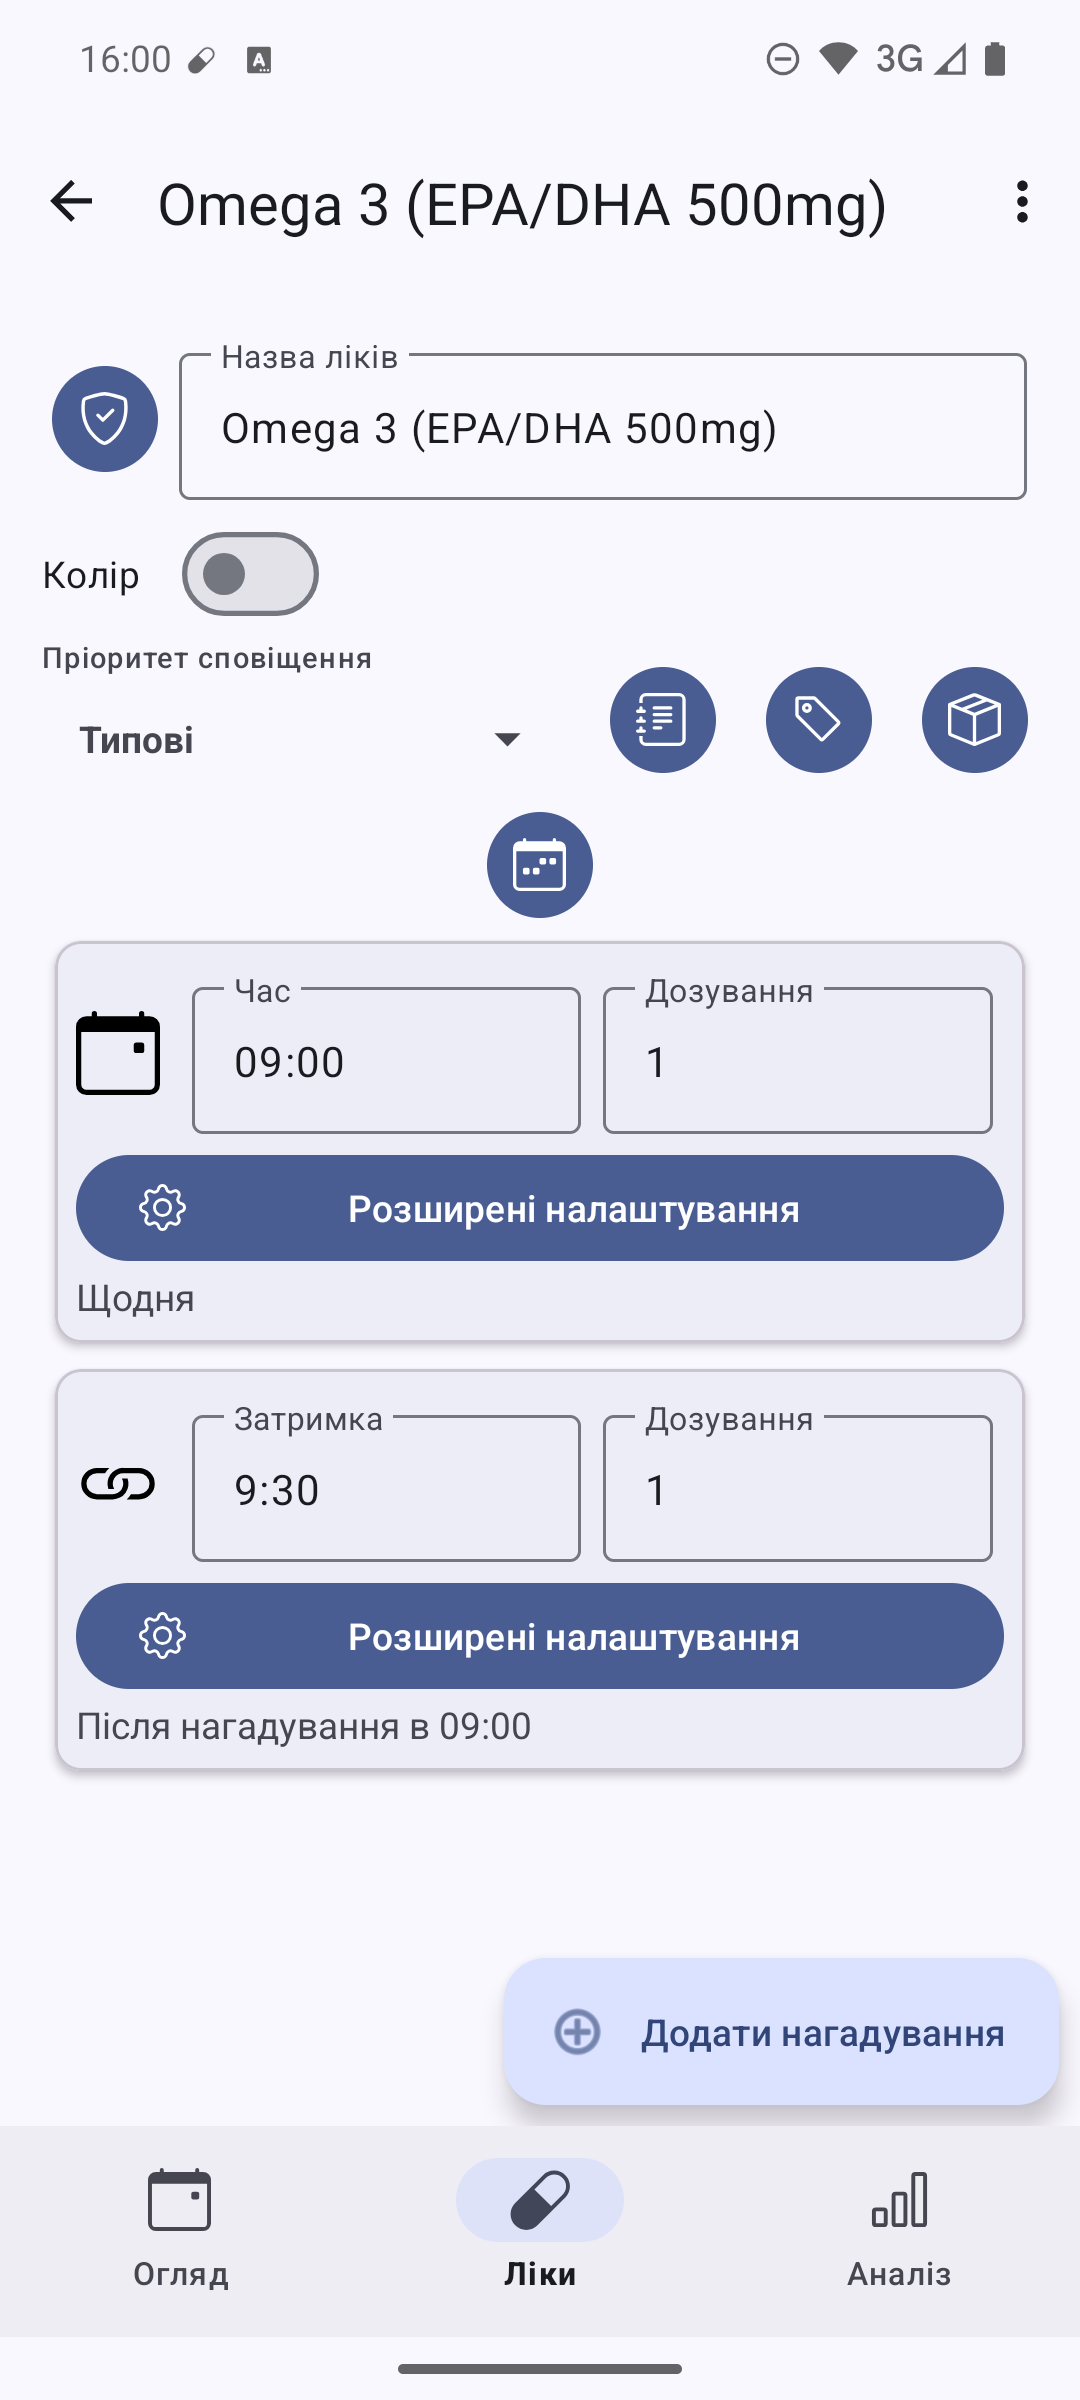 16:00
3G
Omega 3 (EPA/DHA 500mg)
Назва ліків
Omega 3 (EPA/DHA 500mg)
Колір
Пріоритет сповіщення
Типові
Час
Дозування
09:00
1
Розширені налаштування
Щодня
Затримка
Дозування
9:30
1
Розширені налаштування
Після нагадування в 09:00
Додати нагадування
Огляд
Ліки
Аналіз